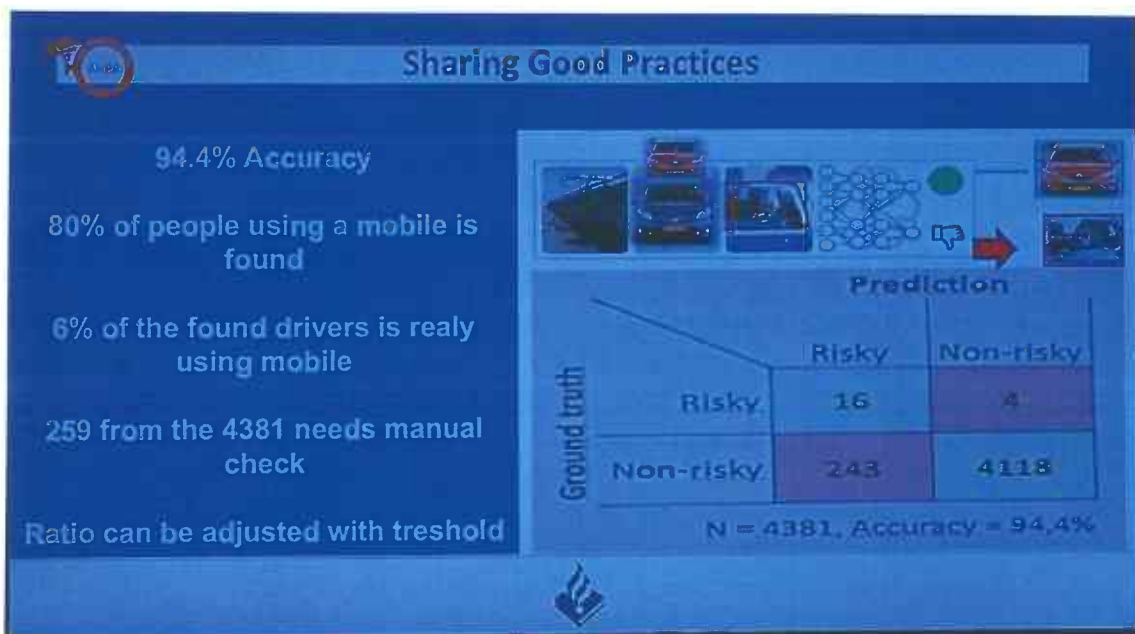 Sharing Good Practices
94.4% Accuracy
80% of people using a mobile is
found
6% of the found drivers is realy
using mobile
259 from the 4381 needs manual
check
Ratio can be adjusted with treshold
Prediction
Risky Non-risky
Ground truth
Risky 16 4
Non-risky 243 4118
N = 4381, Accuracy = 94,4%